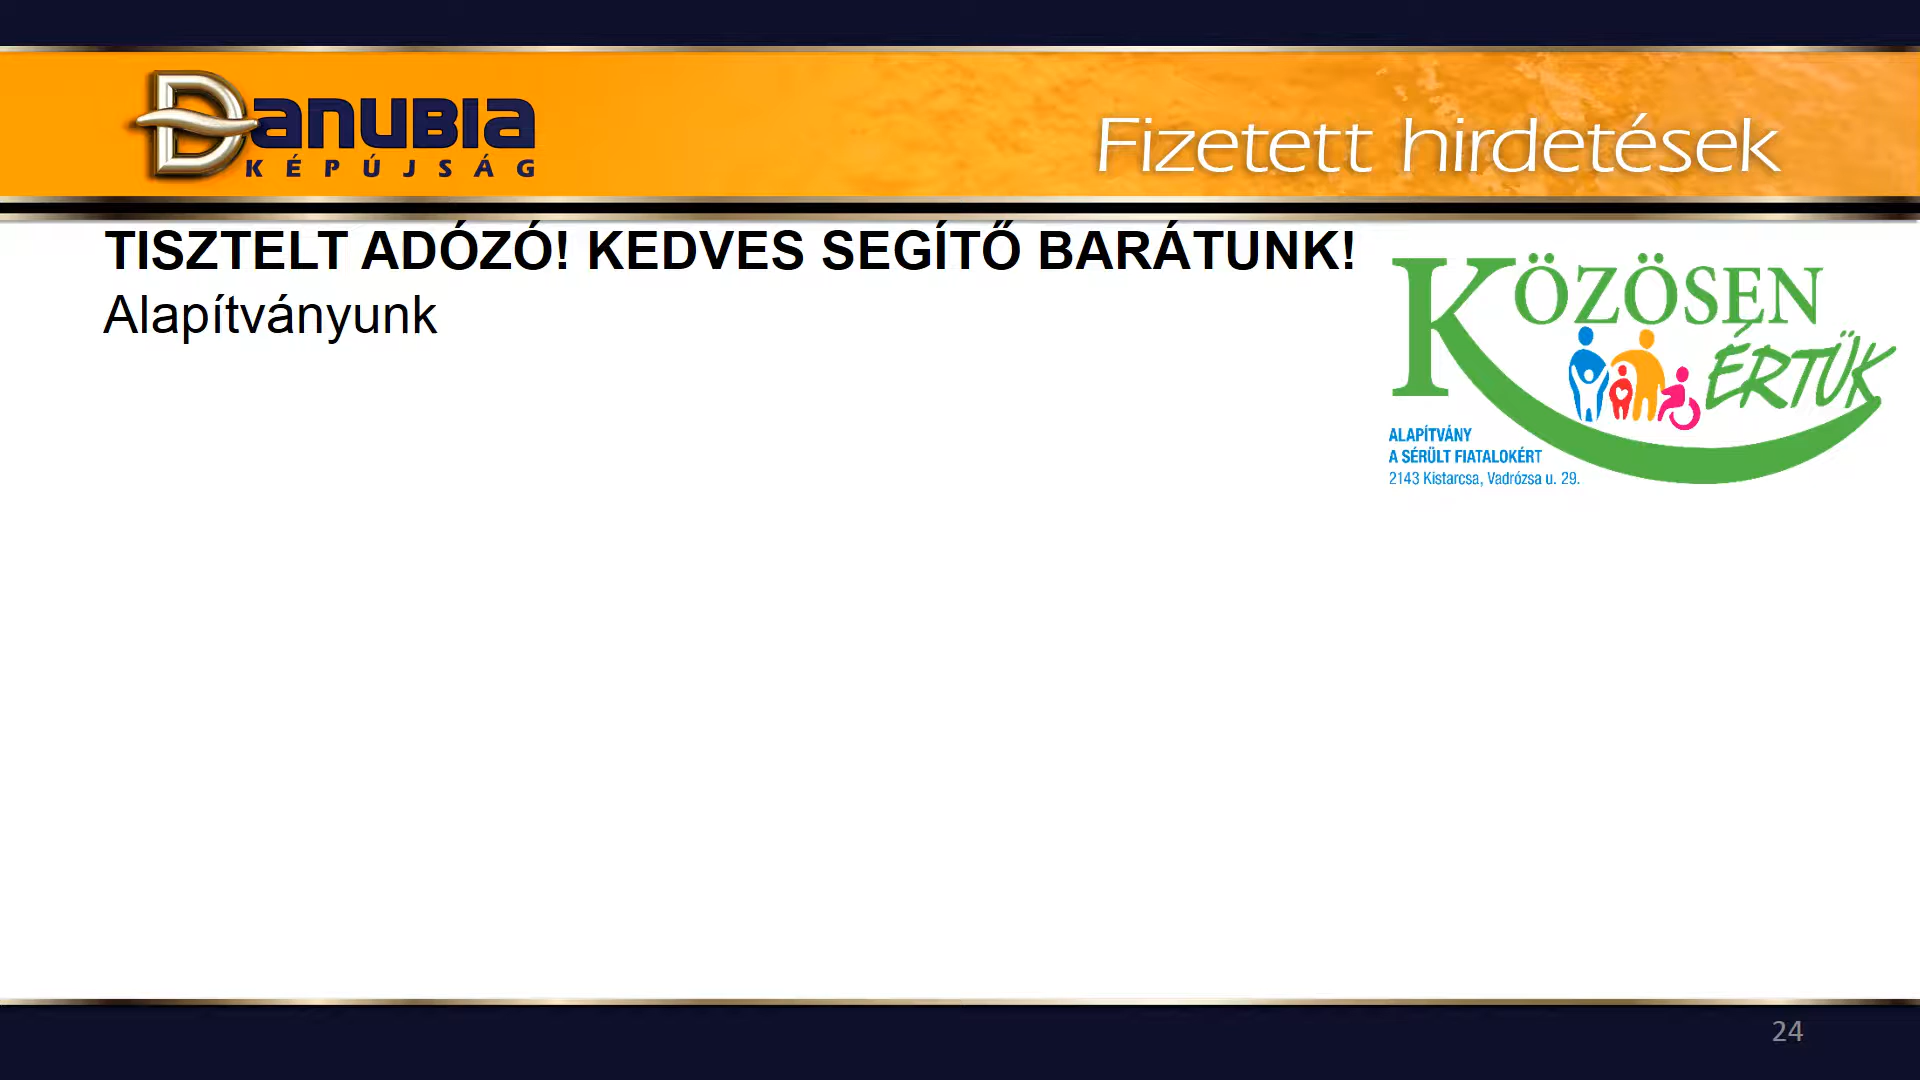 Danubia
KÉPÚJSÁG
Fizetett hirdetések
TISZTELT ADÓZÓ! KEDVES SEGÍTŐ BARÁTUNK!
Alapítványunk
KÖZÖSEN
ÉRTÜK
ALAPÍTVÁNY
A SÉRÜLT FIATALOKÉRT
2143 Kistarcsa, Vadrózsa u. 29.
24